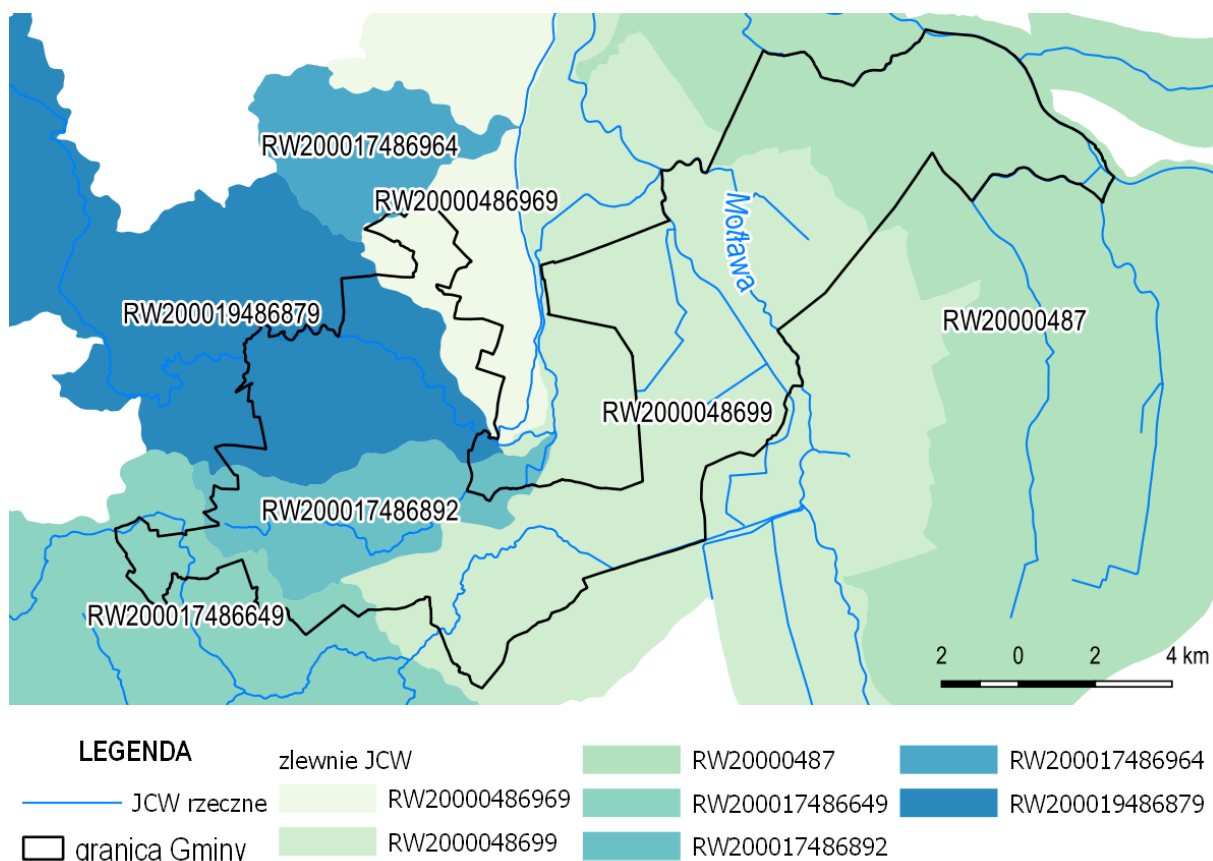 RW200017486964
RW20000486969
Motława
RW200019486879
RW20000487
RW2000048699
RW200017486892
RW200017486649
2 0 2 4 km
LEGENDA
JCW rzeczne
granica Gminy
zlewnie JCW
RW20000486969
RW2000048699
RW20000487
RW200017486649
RW200017486892
RW200017486964
RW200019486879